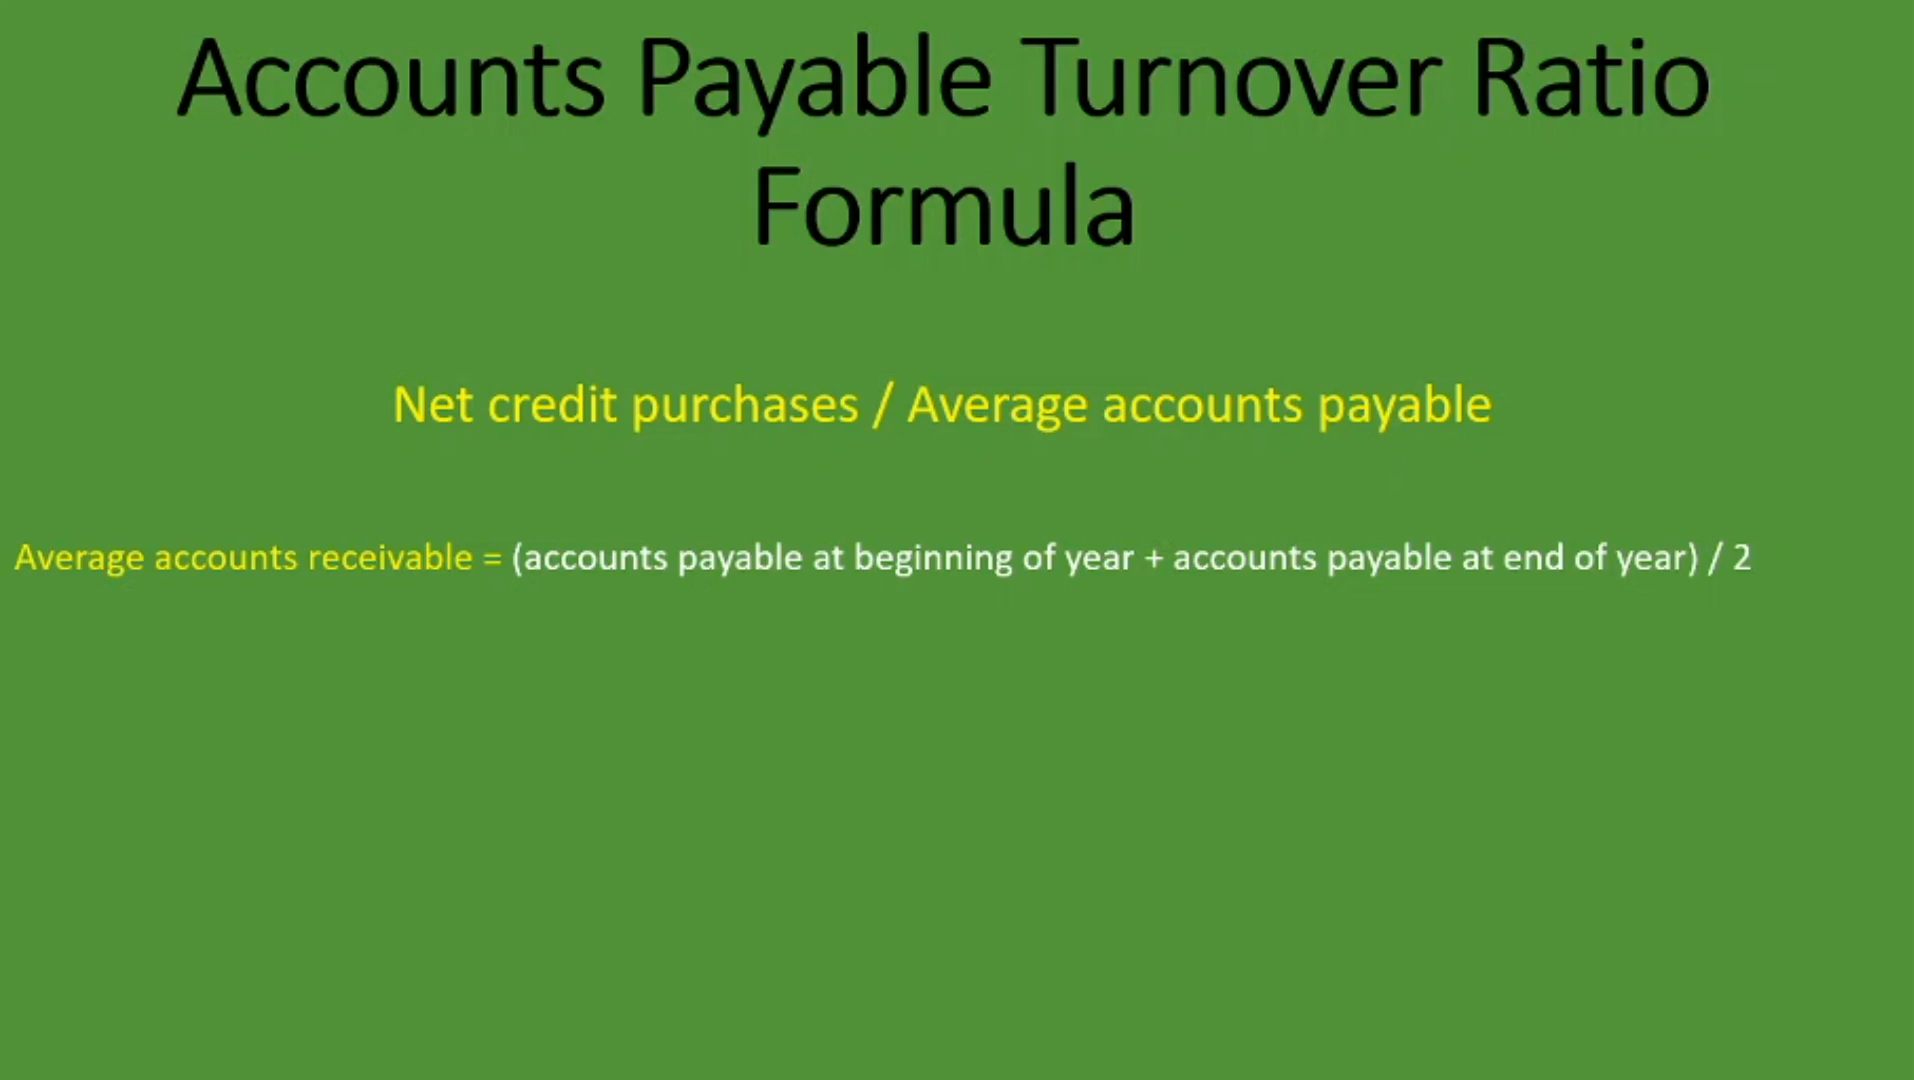 Accounts Payable Turnover Ratio
Formula
Net credit purchases / Average accounts payable
Average accounts receivable = (accounts payable at beginning of year + accounts payable at end of year) / 2